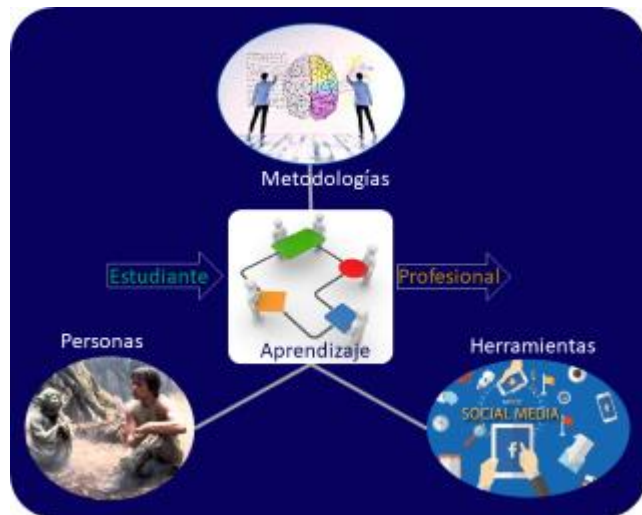 Metodologías
Estudiante
Profesional
Aprendizaje
Personas
Herramientas
SOCIAL MEDIA
f